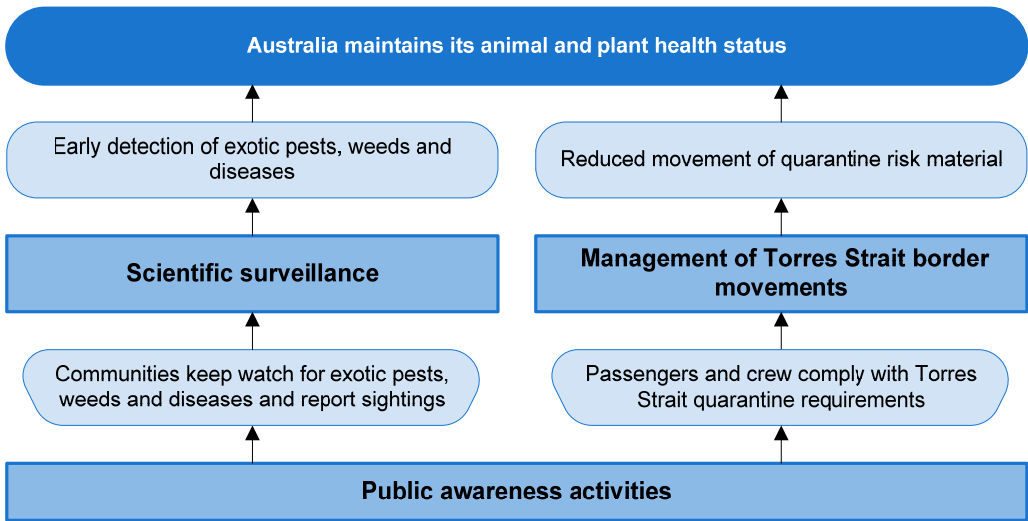 Australia maintains its animal and plant health status
Early detection of exotic pests, weeds and
diseases
Reduced movement of quarantine risk material
Scientific surveillance
Management of Torres Strait border
movements
Communities keep watch for exotic pests,
weeds and diseases and report sightings
Passengers and crew comply with Torres
Strait quarantine requirements
Public awareness activities